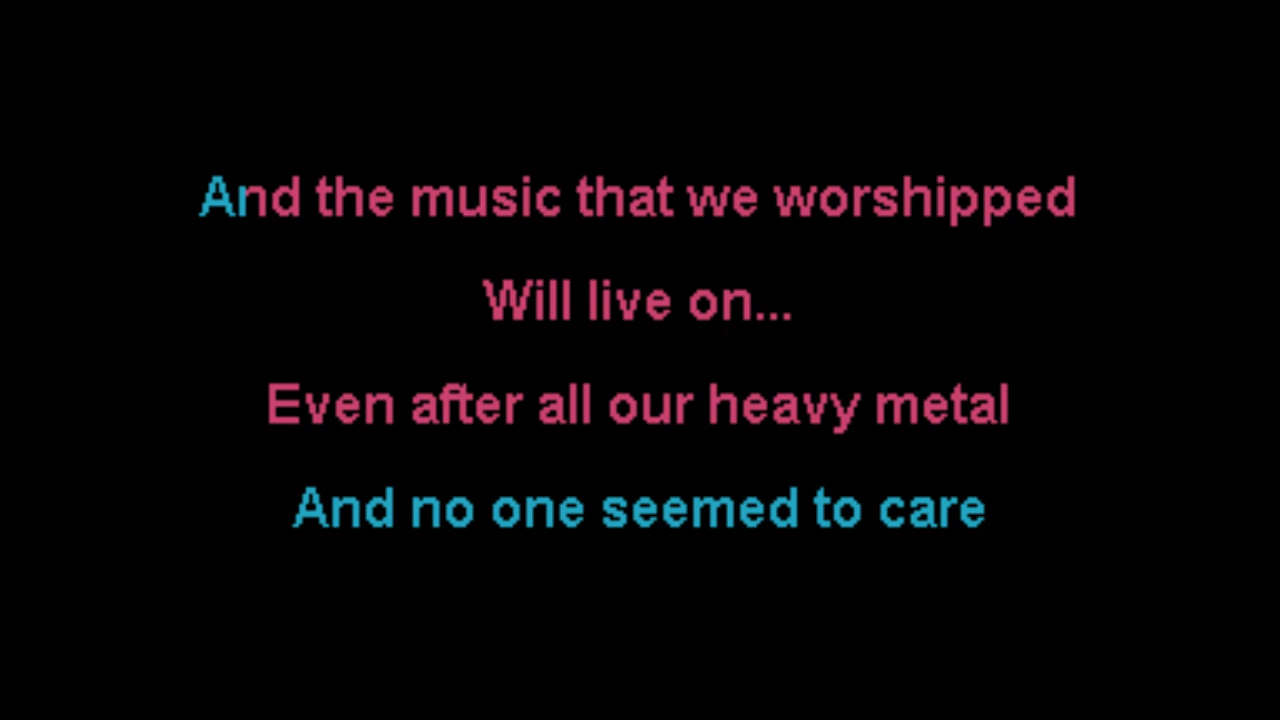 And the music that we worshipped
Will live on...
Even after all our heavy metal
And no one seemed to care